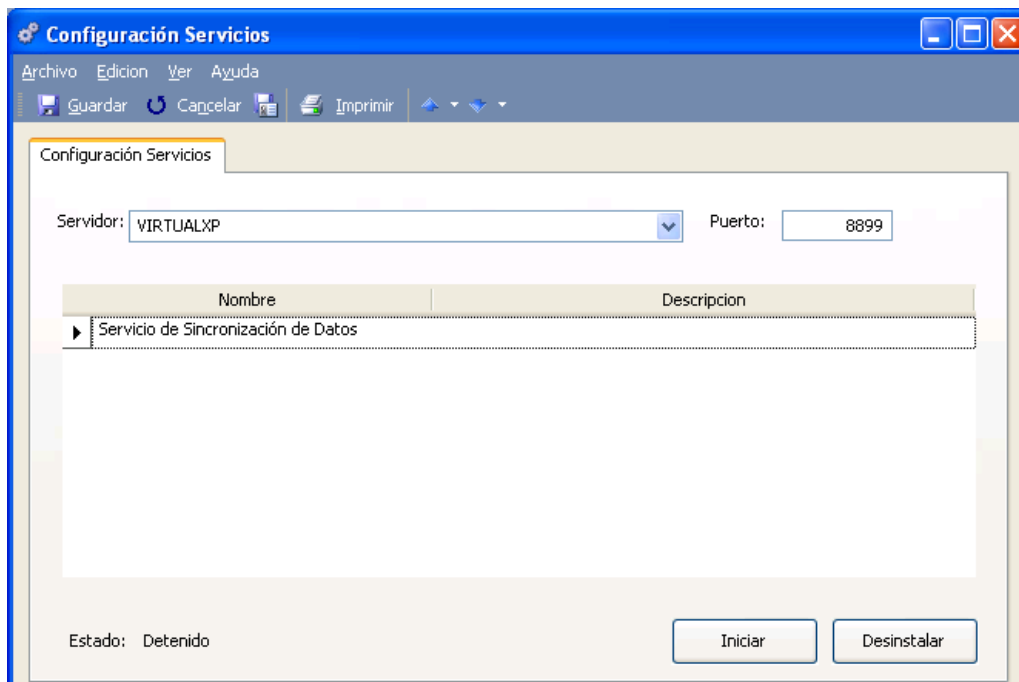 Configuración Servicios
Archivo Edicion Ver Ayuda
Guardar Cancelar Imprimir
Configuración Servicios
Servidor: VIRTUALXP Puerto: 8899
Nombre Descripcion
Servicio de Sincronización de Datos
Estado: Detenido Iniciar Desinstalar